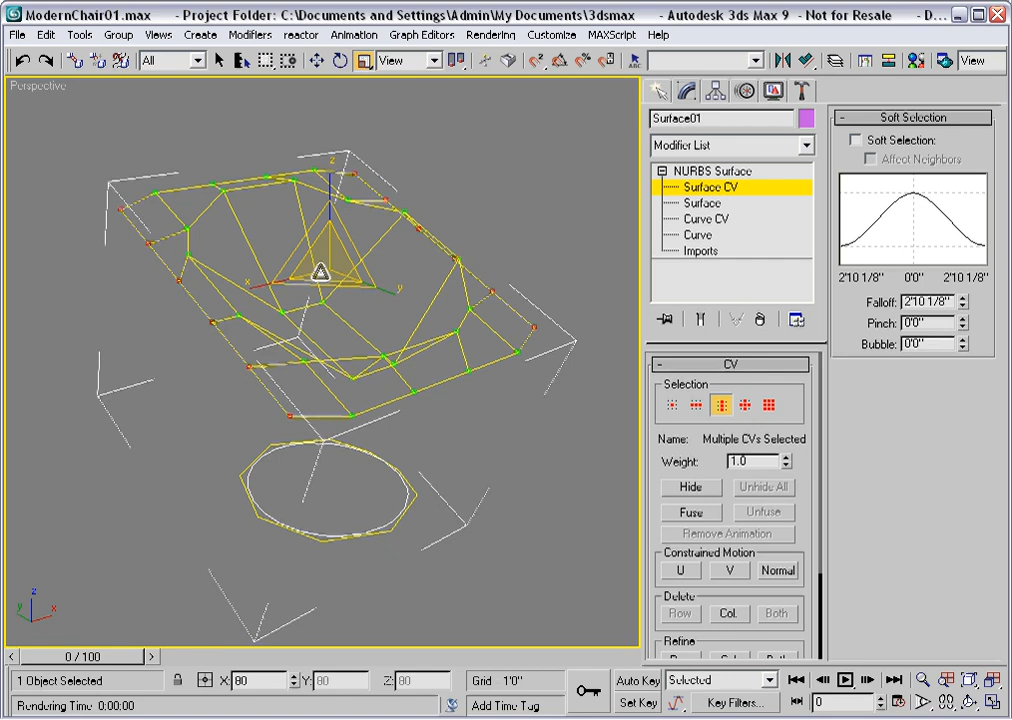 ModernChair01.max - Project Folder: C:\Documents and Settings\Admin\My Documents\3dsmax - Autodesk 3ds Max 9 - Not for Resale - D...
File Edit Tools Group Views Create Modifiers reactor Animation Graph Editors Rendering Customize MAXScript Help
All View View
Perspective
z
x
y
z
y
x
Surface01
Modifier List
NURBS Surface
Surface CV
Surface
Curve CV
Curve
Imports
CV
Selection
Name: Multiple CVs Selected
Weight: 1.0
Hide Unhide All
Fuse Unfuse
Remove Animation
Constrained Motion
U V Normal
Delete
Row Col. Both
Refine
Soft Selection
Soft Selection:
Affect Neighbors
2'10 1/8" 0'0" 2'10 1/8"
Falloff: 2'10 1/8"
Pinch: 0'0"
Bubble: 0'0"
< 0 / 100 >
1 Object Selected X: 80 Y: 80 Z: 80 Grid = 1'0" Auto Key Selected
Rendering Time 0:00:00 Add Time Tag Set Key Key Filters... 0